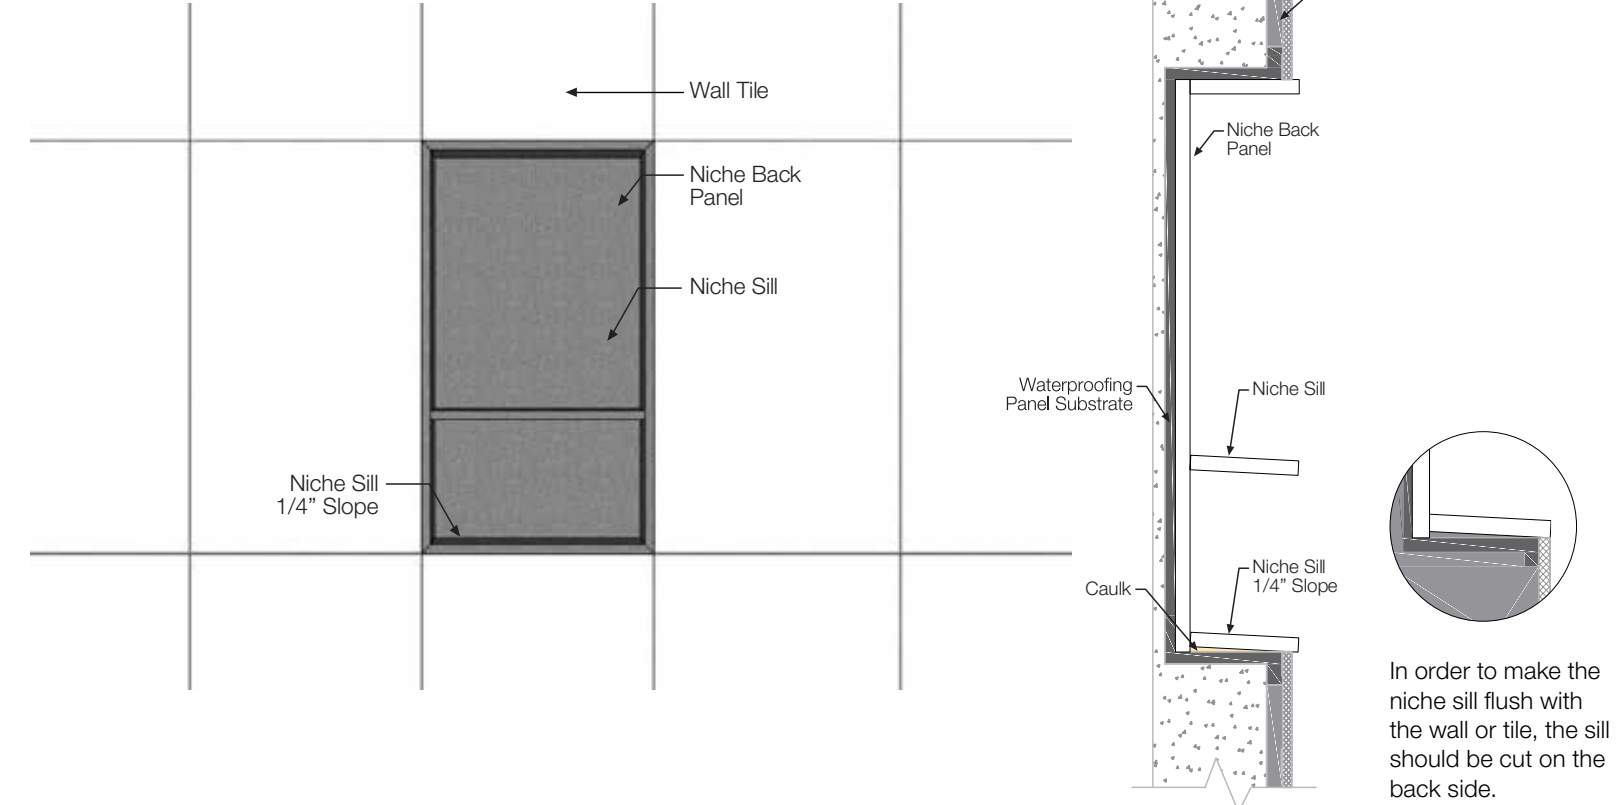 Wall Tile
Niche Back
Panel
Niche Sill
Niche Sill
1/4” Slope
Niche Back
Panel
Waterproofing
Panel Substrate
Niche Sill
Caulk
Niche Sill
1/4” Slope
In order to make the
niche sill flush with
the wall or tile, the sill
should be cut on the
back side.